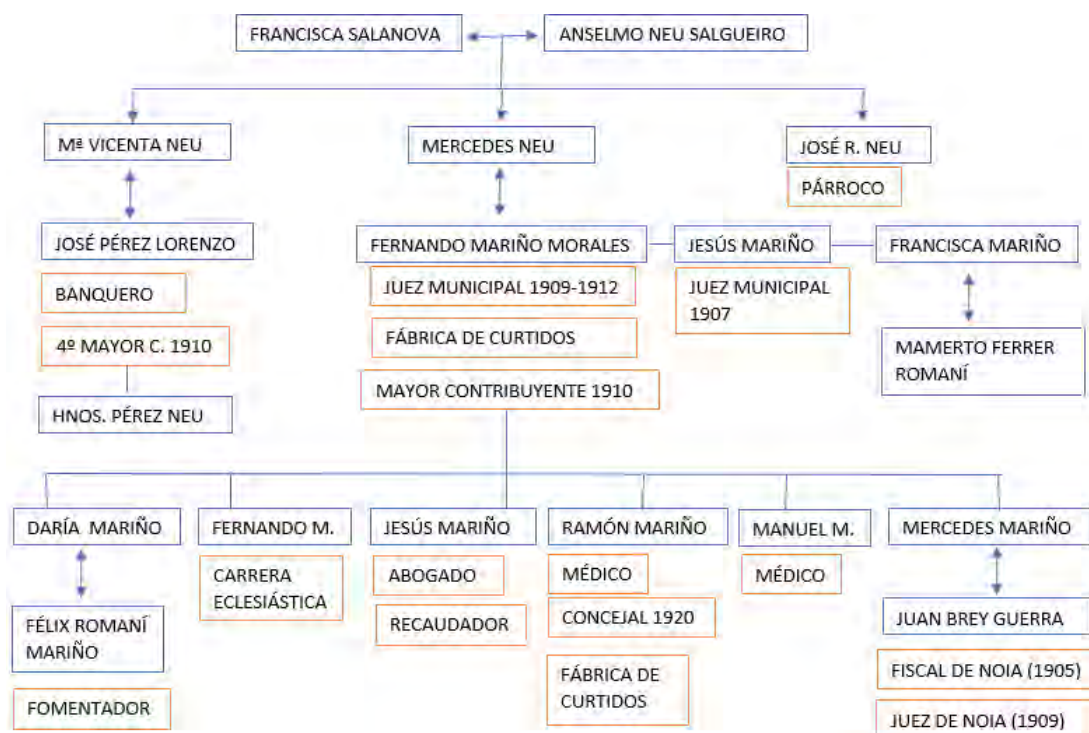 FRANCISCA SALANOVA
ANSELMO NEU SALGUEIRO
Mª VICENTA NEU
MERCEDES NEU
JOSÉ R. NEU
PÁRROCO
JOSÉ PÉREZ LORENZO
FERNANDO MARIÑO MORALES
JESÚS MARIÑO
FRANCISCA MARIÑO
BANQUERO
JUEZ MUNICIPAL 1909-1912
JUEZ MUNICIPAL
1907
4º MAYOR C. 1910
FÁBRICA DE CURTIDOS
MAMERTO FERRER
ROMANÍ
HNOS. PÉREZ NEU
MAYOR CONTRIBUYENTE 1910
DARÍA MARIÑO
FERNANDO M.
JESÚS MARIÑO
RAMÓN MARIÑO
MANUEL M.
MERCEDES MARIÑO
CARRERA
ECLESIÁSTICA
ABOGADO
MÉDICO
MÉDICO
FÉLIX ROMANÍ
MARIÑO
RECAUDADOR
CONCEJAL 1920
JUAN BREY GUERRA
FOMENTADOR
FÁBRICA DE
CURTIDOS
FISCAL DE NOIA (1905)
JUEZ DE NOIA (1909)